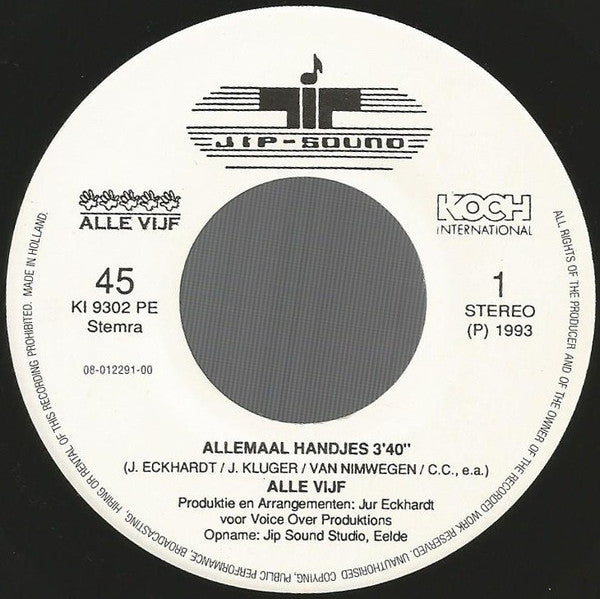 JIP-SOUND
ALLE VIJF
KOCH
INTERNATIONAL
45
KI 9302 PE
Stemra
08-012291-00
1
STEREO
(P) 1993
ALLEMAAL HANDJES 3'40"
(J. ECKHARDT / J. KLUGER / VAN NIMWEGEN / C.C., e.a.)
ALLE VIJF
Produktie en Arrangementen: Jur Eckhardt
voor Voice Over Produktions
Opname: Jip Sound Studio, Eelde
ALL RIGHTS OF THE PRODUCER AND OF THE OWNER OF THE RECORDED WORK RESERVED. UNAUTHORISED COPYING, PUBLIC PERFORMANCE, BROADCASTING, HIRING OR RENTAL OF THIS RECORDING PROHIBITED. MADE IN HOLLAND.